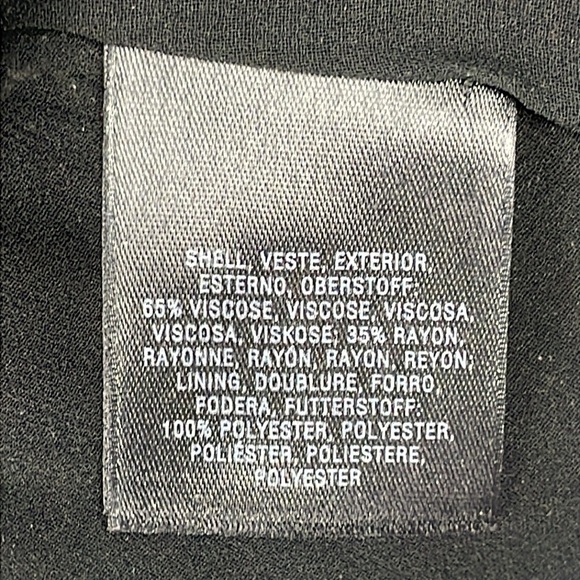 SHELL, VESTE, EXTERIOR,
ESTERNO, OBERSTOFF:
65% VISCOSE, VISCOSE, VISCOSA,
VISCOSA, VISKOSE, 35% RAYON,
RAYONNE, RAYÓN, RAYON, REYON,
LINING, DOUBLURE, FORRO,
FODERA, FUTTERSTOFF:
100% POLYESTER, POLYESTER,
POLIÉSTER, POLIESTERE,
POLYESTER